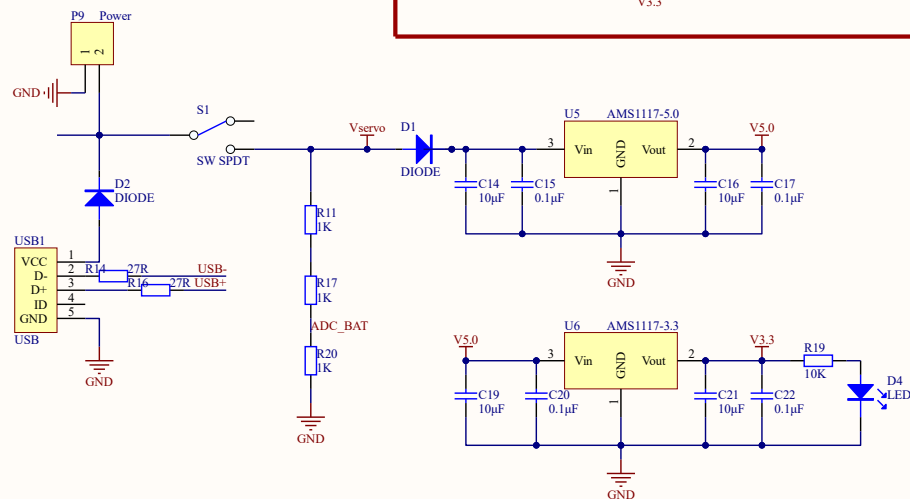 V3.3
P9 Power
1 2
GND
S1
SW SPDT
Vservo
D1
DIODE
U5 AMS1117-5.0
3 Vin GND Vout 2
1
V5.0
C14
10μF
C15
0.1μF
C16
10μF
C17
0.1μF
GND
D2
DIODE
USB1
VCC 1
D- 2
D+ 3
ID 4
GND 5
USB
R14 27R USB-
R16 27R USB+
GND
R11
1K
R17
1K
ADC_BAT
R20
1K
GND
V5.0
U6 AMS1117-3.3
3 Vin GND Vout 2
1
V3.3
R19
10K
C19
10μF
C20
0.1μF
C21
10μF
C22
0.1μF
D4
LED
GND